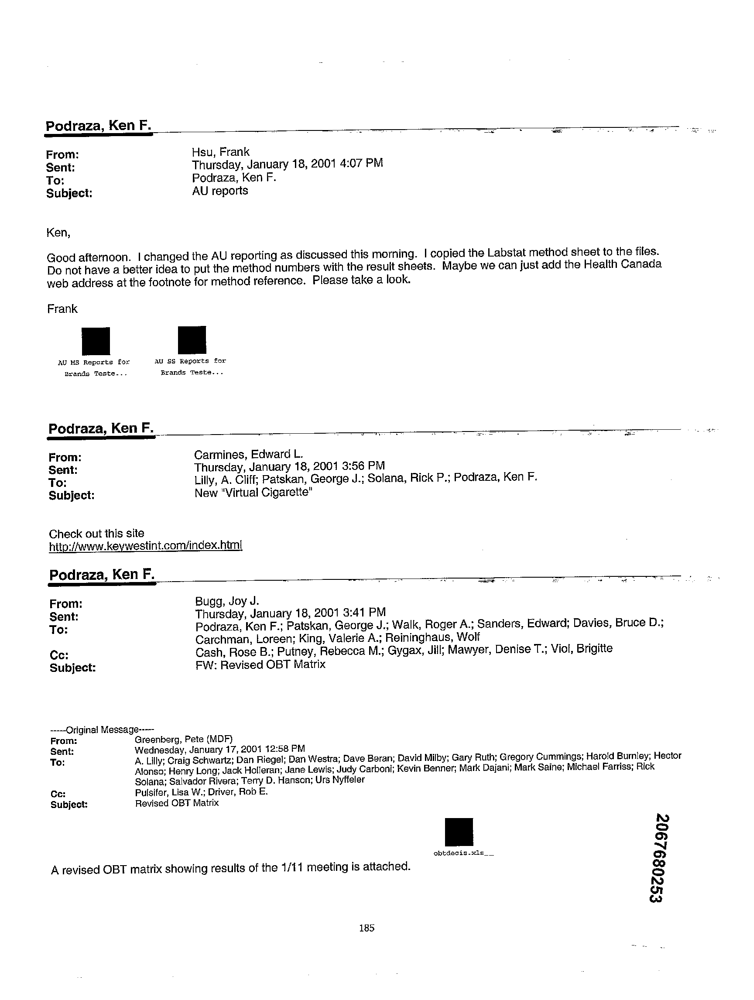 Podraza, Ken F.
From: Hsu, Frank
Sent: Thursday, January 18, 2001 4:07 PM
To: Podraza, Ken F.
Subject: AU reports
Ken,
Good afternoon. I changed the AU reporting as discussed this morning. I copied the Labstat method sheet to the files.
Do not have a better idea to put the method numbers with the result sheets. Maybe we can just add the Health Canada
web address at the footnote for method reference. Please take a look.
Frank
AU MS Reports for Brands Teste...
AU SS Reports for Brands Teste...
Podraza, Ken F.
From: Carmines, Edward L.
Sent: Thursday, January 18, 2001 3:56 PM
To: Lilly, A. Cliff; Patskan, George J.; Solana, Rick P.; Podraza, Ken F.
Subject: New "Virtual Cigarette"
Check out this site
http://www.keywestint.com/index.html
Podraza, Ken F.
From: Bugg, Joy J.
Sent: Thursday, January 18, 2001 3:41 PM
To: Podraza, Ken F.; Patskan, George J.; Walk, Roger A.; Sanders, Edward; Davies, Bruce D.;
Carchman, Loreen; King, Valerie A.; Reininghaus, Wolf
Cc: Cash, Rose B.; Putney, Rebecca M.; Gygax, Jill; Mawyer, Denise T.; Viol, Brigitte
Subject: FW: Revised OBT Matrix
-----Original Message-----
From: Greenberg, Pete (MDF)
Sent: Wednesday, January 17, 2001 12:58 PM
To: A. Lilly; Craig Schwartz; Dan Riegel; Dan Westra; Dave Beran; David Milby; Gary Ruth; Gregory Cummings; Harold Burnley; Hector
Alonso; Henry Long; Jack Holleran; Jane Lewis; Judy Carboni; Kevin Benner; Mark Dajani; Mark Saine; Michael Farriss; Rick
Solana; Salvador Rivera; Terry D. Hanson; Urs Nyffeler
Cc: Pulsifer, Lisa W.; Driver, Rob E.
Subject: Revised OBT Matrix
obtdecis.xls__
A revised OBT matrix showing results of the 1/11 meeting is attached.
2067680253
185